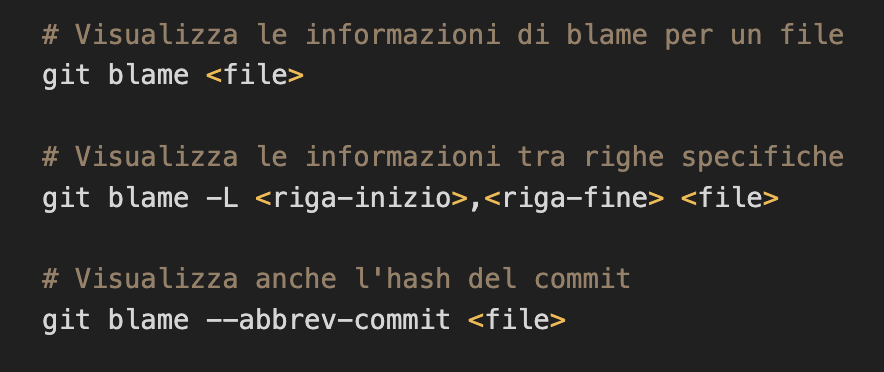 # Visualizza le informazioni di blame per un file
git blame <file>
# Visualizza le informazioni tra righe specifiche
git blame -L <riga-inizio>,<riga-fine> <file>
# Visualizza anche l'hash del commit
git blame --abbrev-commit <file>